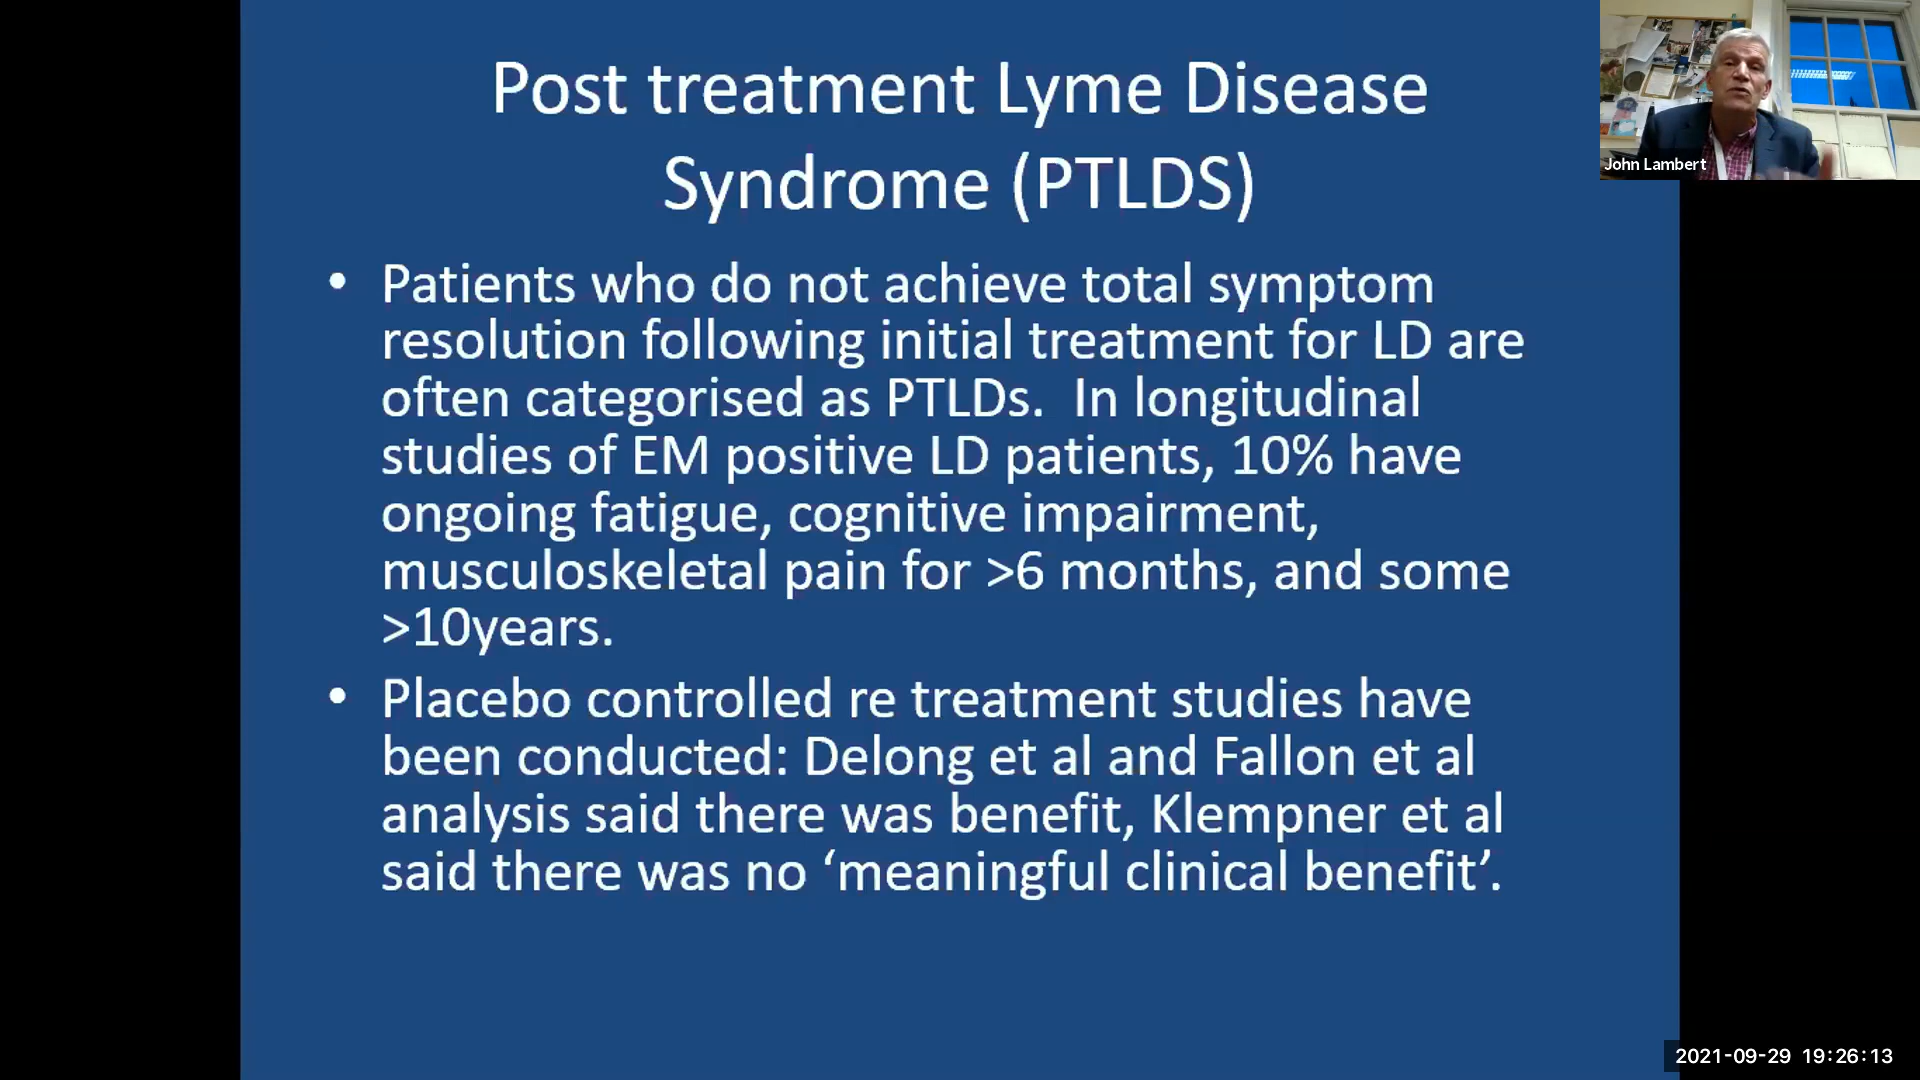 Post treatment Lyme Disease
Syndrome (PTLDS)
• Patients who do not achieve total symptom
resolution following initial treatment for LD are
often categorised as PTLDs.  In longitudinal
studies of EM positive LD patients, 10% have
ongoing fatigue, cognitive impairment,
musculoskeletal pain for >6 months, and some
>10years.
• Placebo controlled re treatment studies have
been conducted: Delong et al and Fallon et al
analysis said there was benefit, Klempner et al
said there was no ‘meaningful clinical benefit’.
John Lambert
2021-09-29 19:26:13